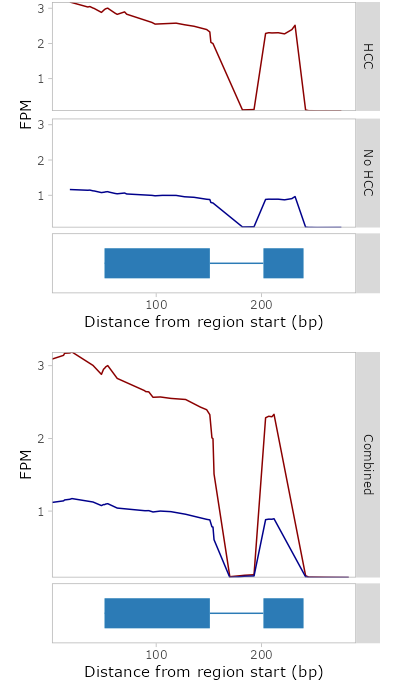 3
2
1
HCC
FPM
3
2
1
No HCC
100 200
Distance from region start (bp)
3
2
1
FPM
Combined
100 200
Distance from region start (bp)